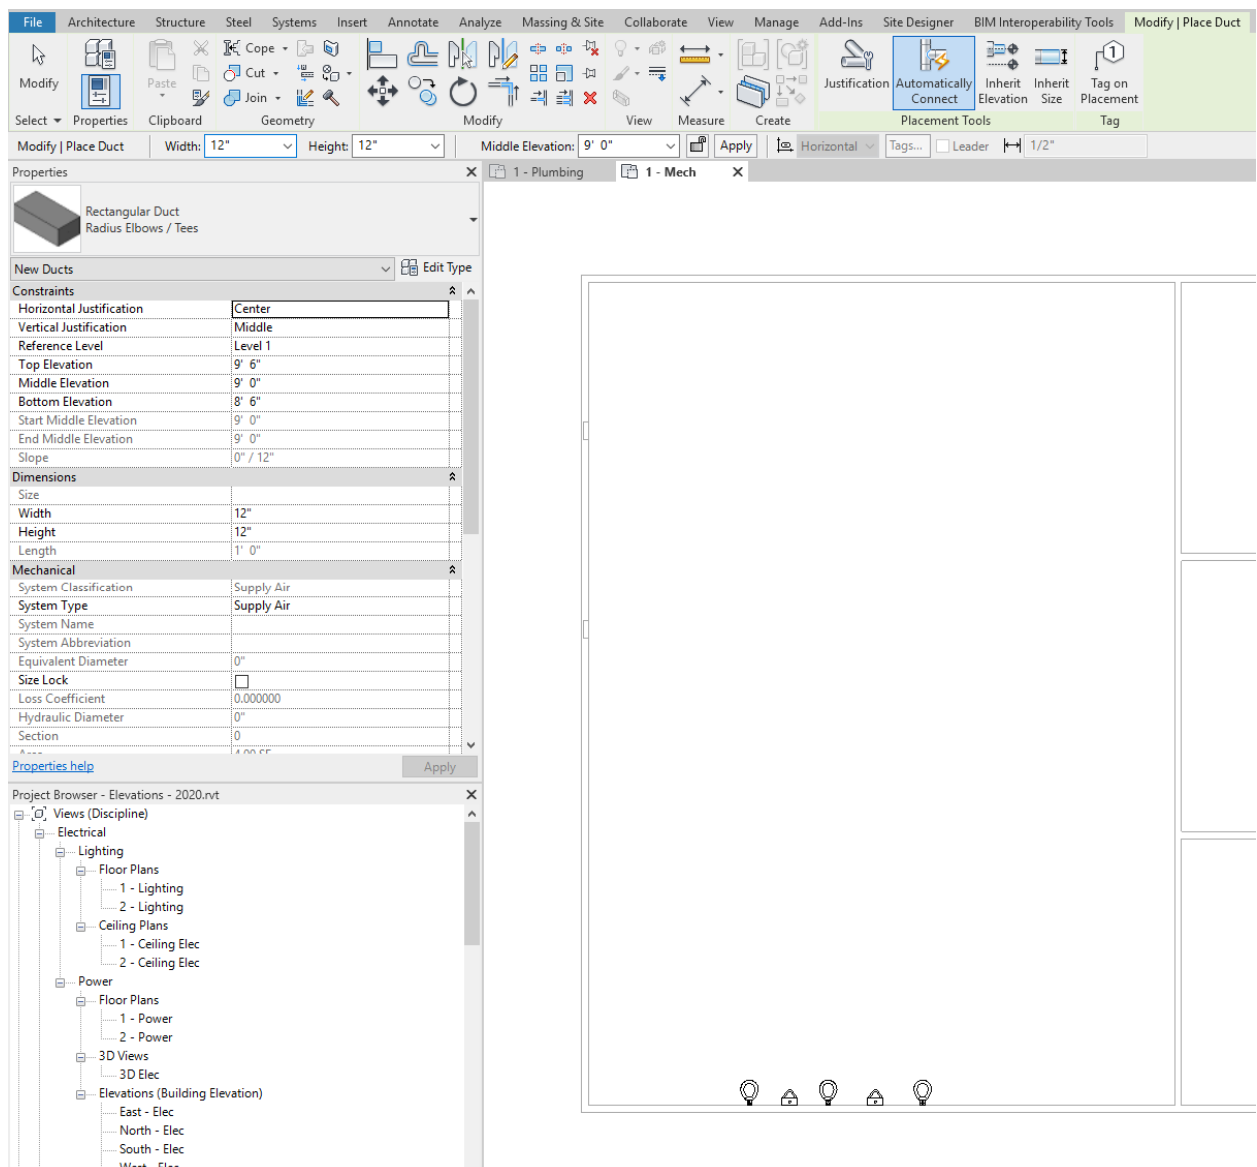 File Architecture Structure Steel Systems Insert Annotate Analyze Massing & Site Collaborate View Manage Add-Ins Site Designer BIM Interoperability Tools Modify | Place Duct
Modify
Properties
Paste
Cope
Cut
Join
Justification
Automatically Connect
Inherit Elevation
Inherit Size
1
Tag on Placement
Select Properties Clipboard Geometry Modify View Measure Create Placement Tools Tag
Modify | Place Duct Width: 12" Height: 12" Middle Elevation: 9' 0" Apply Horizontal Tags... Leader 1/2"
Properties
1 - Plumbing 1 - Mech
Rectangular Duct
Radius Elbows / Tees
New Ducts Edit Type
Constraints
Horizontal Justification Center
Vertical Justification Middle
Reference Level Level 1
Top Elevation 9' 6"
Middle Elevation 9' 0"
Bottom Elevation 8' 6"
Start Middle Elevation 9' 0"
End Middle Elevation 9' 0"
Slope 0" / 12"
Dimensions
Size
Width 12"
Height 12"
Length 1' 0"
Mechanical
System Classification Supply Air
System Type Supply Air
System Name
System Abbreviation
Equivalent Diameter 0"
Size Lock
Loss Coefficient 0.000000
Hydraulic Diameter 0"
Section 0
Properties help Apply
Project Browser - Elevations - 2020.rvt
Views (Discipline)
Electrical
Lighting
Floor Plans
1 - Lighting
2 - Lighting
Ceiling Plans
1 - Ceiling Elec
2 - Ceiling Elec
Power
Floor Plans
1 - Power
2 - Power
3D Views
3D Elec
Elevations (Building Elevation)
East - Elec
North - Elec
South - Elec